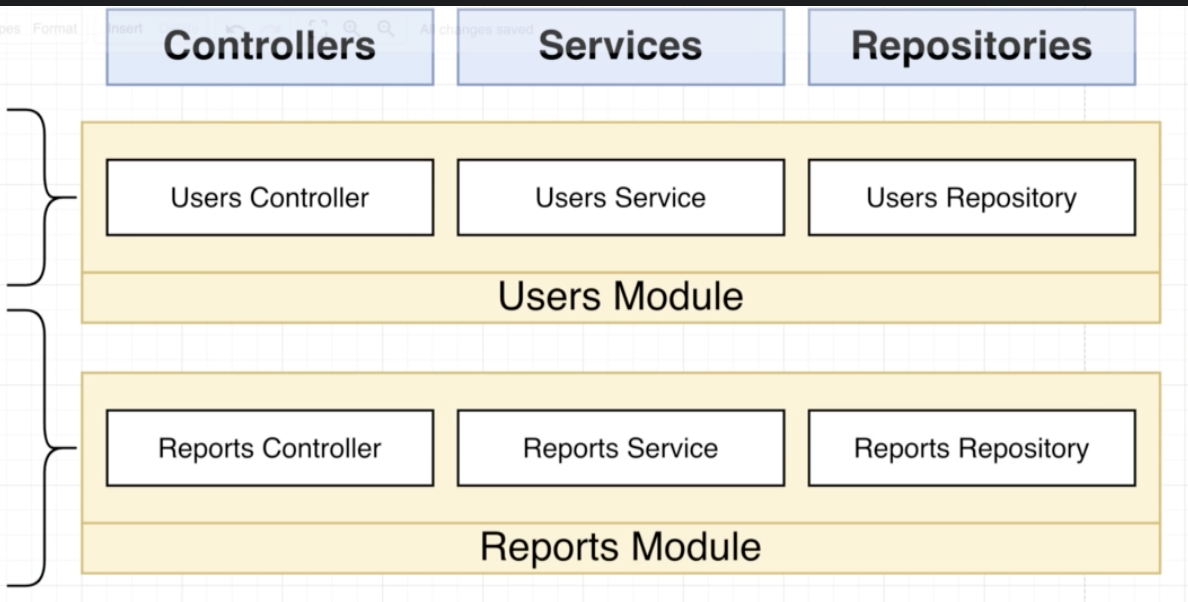 pes Format Insert All changes saved
Controllers Services Repositories
Users Controller Users Service Users Repository
Users Module
Reports Controller Reports Service Reports Repository
Reports Module